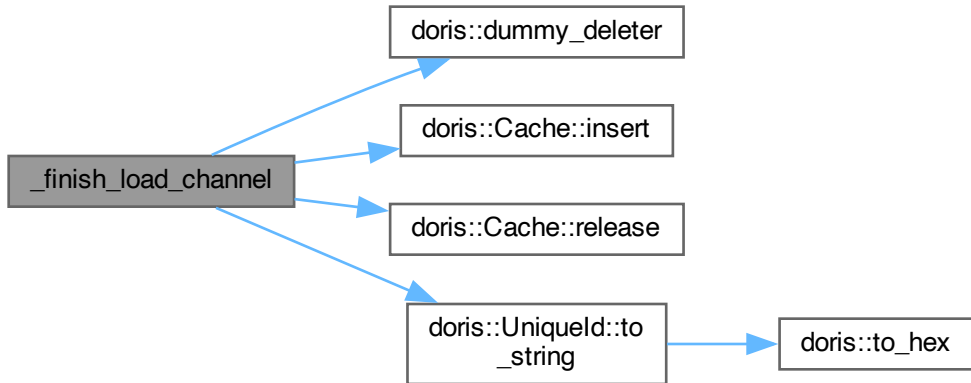 doris::dummy_deleter
doris::Cache::insert
_finish_load_channel
doris::Cache::release
doris::UniqueId::to
_string
doris::to_hex